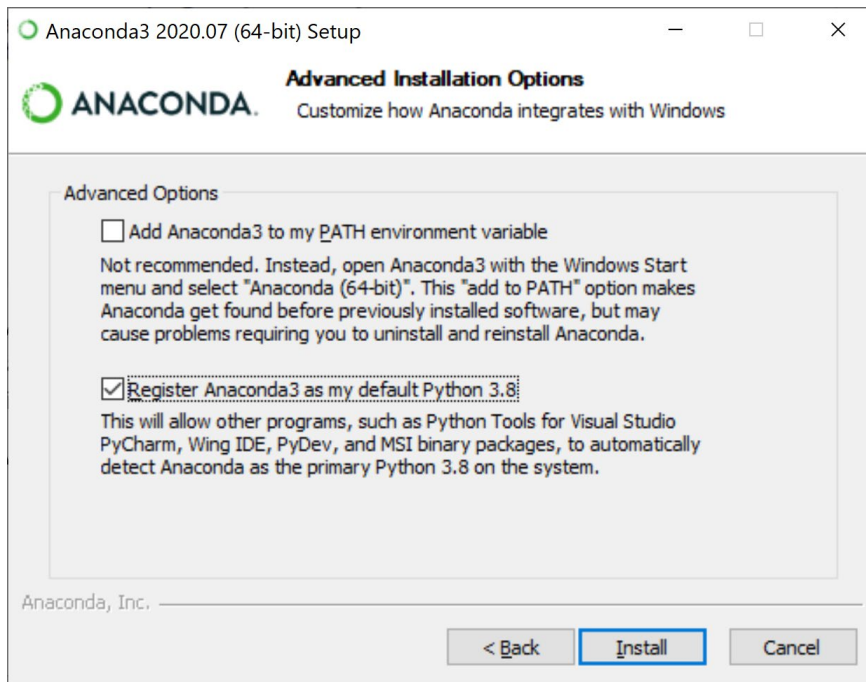 Anaconda3 2020.07 (64-bit) Setup
ANACONDA.
Advanced Installation Options
Customize how Anaconda integrates with Windows
Advanced Options
Add Anaconda3 to my PATH environment variable
Not recommended. Instead, open Anaconda3 with the Windows Start
menu and select "Anaconda (64-bit)". This "add to PATH" option makes
Anaconda get found before previously installed software, but may
cause problems requiring you to uninstall and reinstall Anaconda.
Register Anaconda3 as my default Python 3.8
This will allow other programs, such as Python Tools for Visual Studio
PyCharm, Wing IDE, PyDev, and MSI binary packages, to automatically
detect Anaconda as the primary Python 3.8 on the system.
Anaconda, Inc.
< Back
Install
Cancel